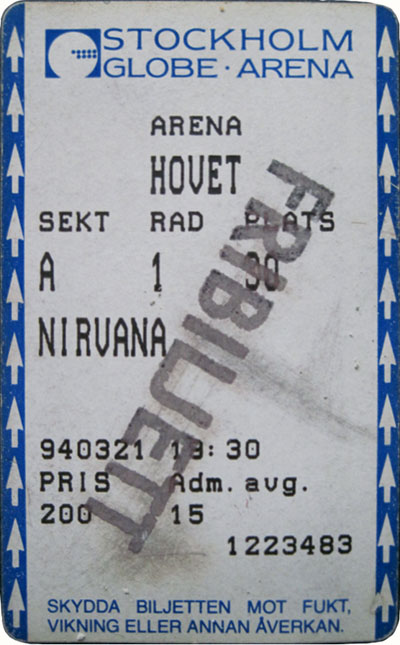 STOCKHOLM
GLOBE·ARENA
ARENA
HOVET
SEKT RAD PLATS
A 1 30
NIRVANA
FRIBILJETT
940321 :30
PRIS Adm. avg.
200 15
1223483
SKYDDA BILJETTEN MOT FUKT,
VIKNING ELLER ANNAN ÅVERKAN.